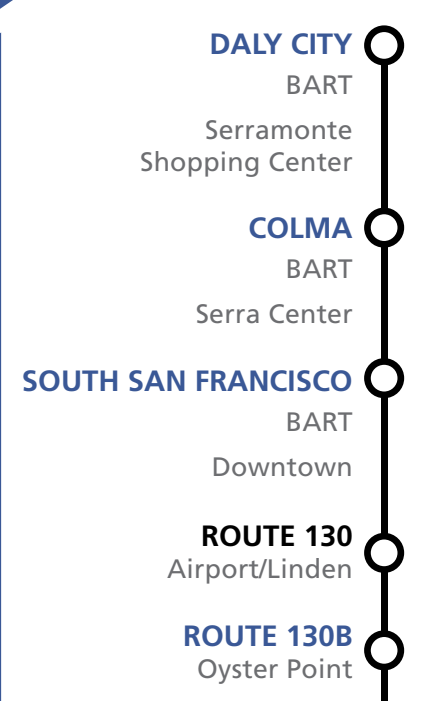 DALY CITY
BART
Serramonte
Shopping Center
COLMA
BART
Serra Center
SOUTH SAN FRANCISCO
BART
Downtown
ROUTE 130
Airport/Linden
ROUTE 130B
Oyster Point